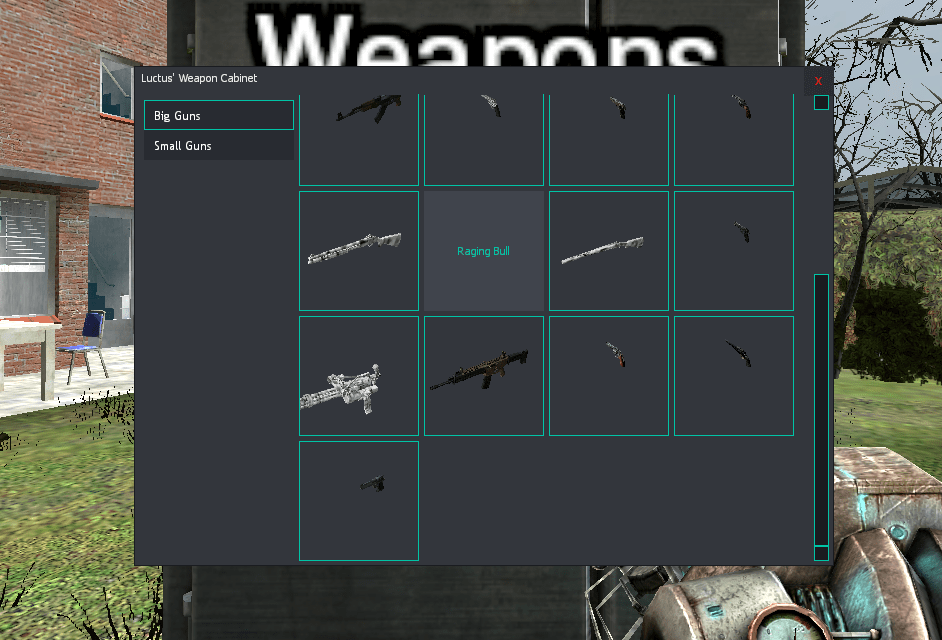 Weapons
Luctus' Weapon Cabinet
X
Big Guns
Small Guns
Raging Bull